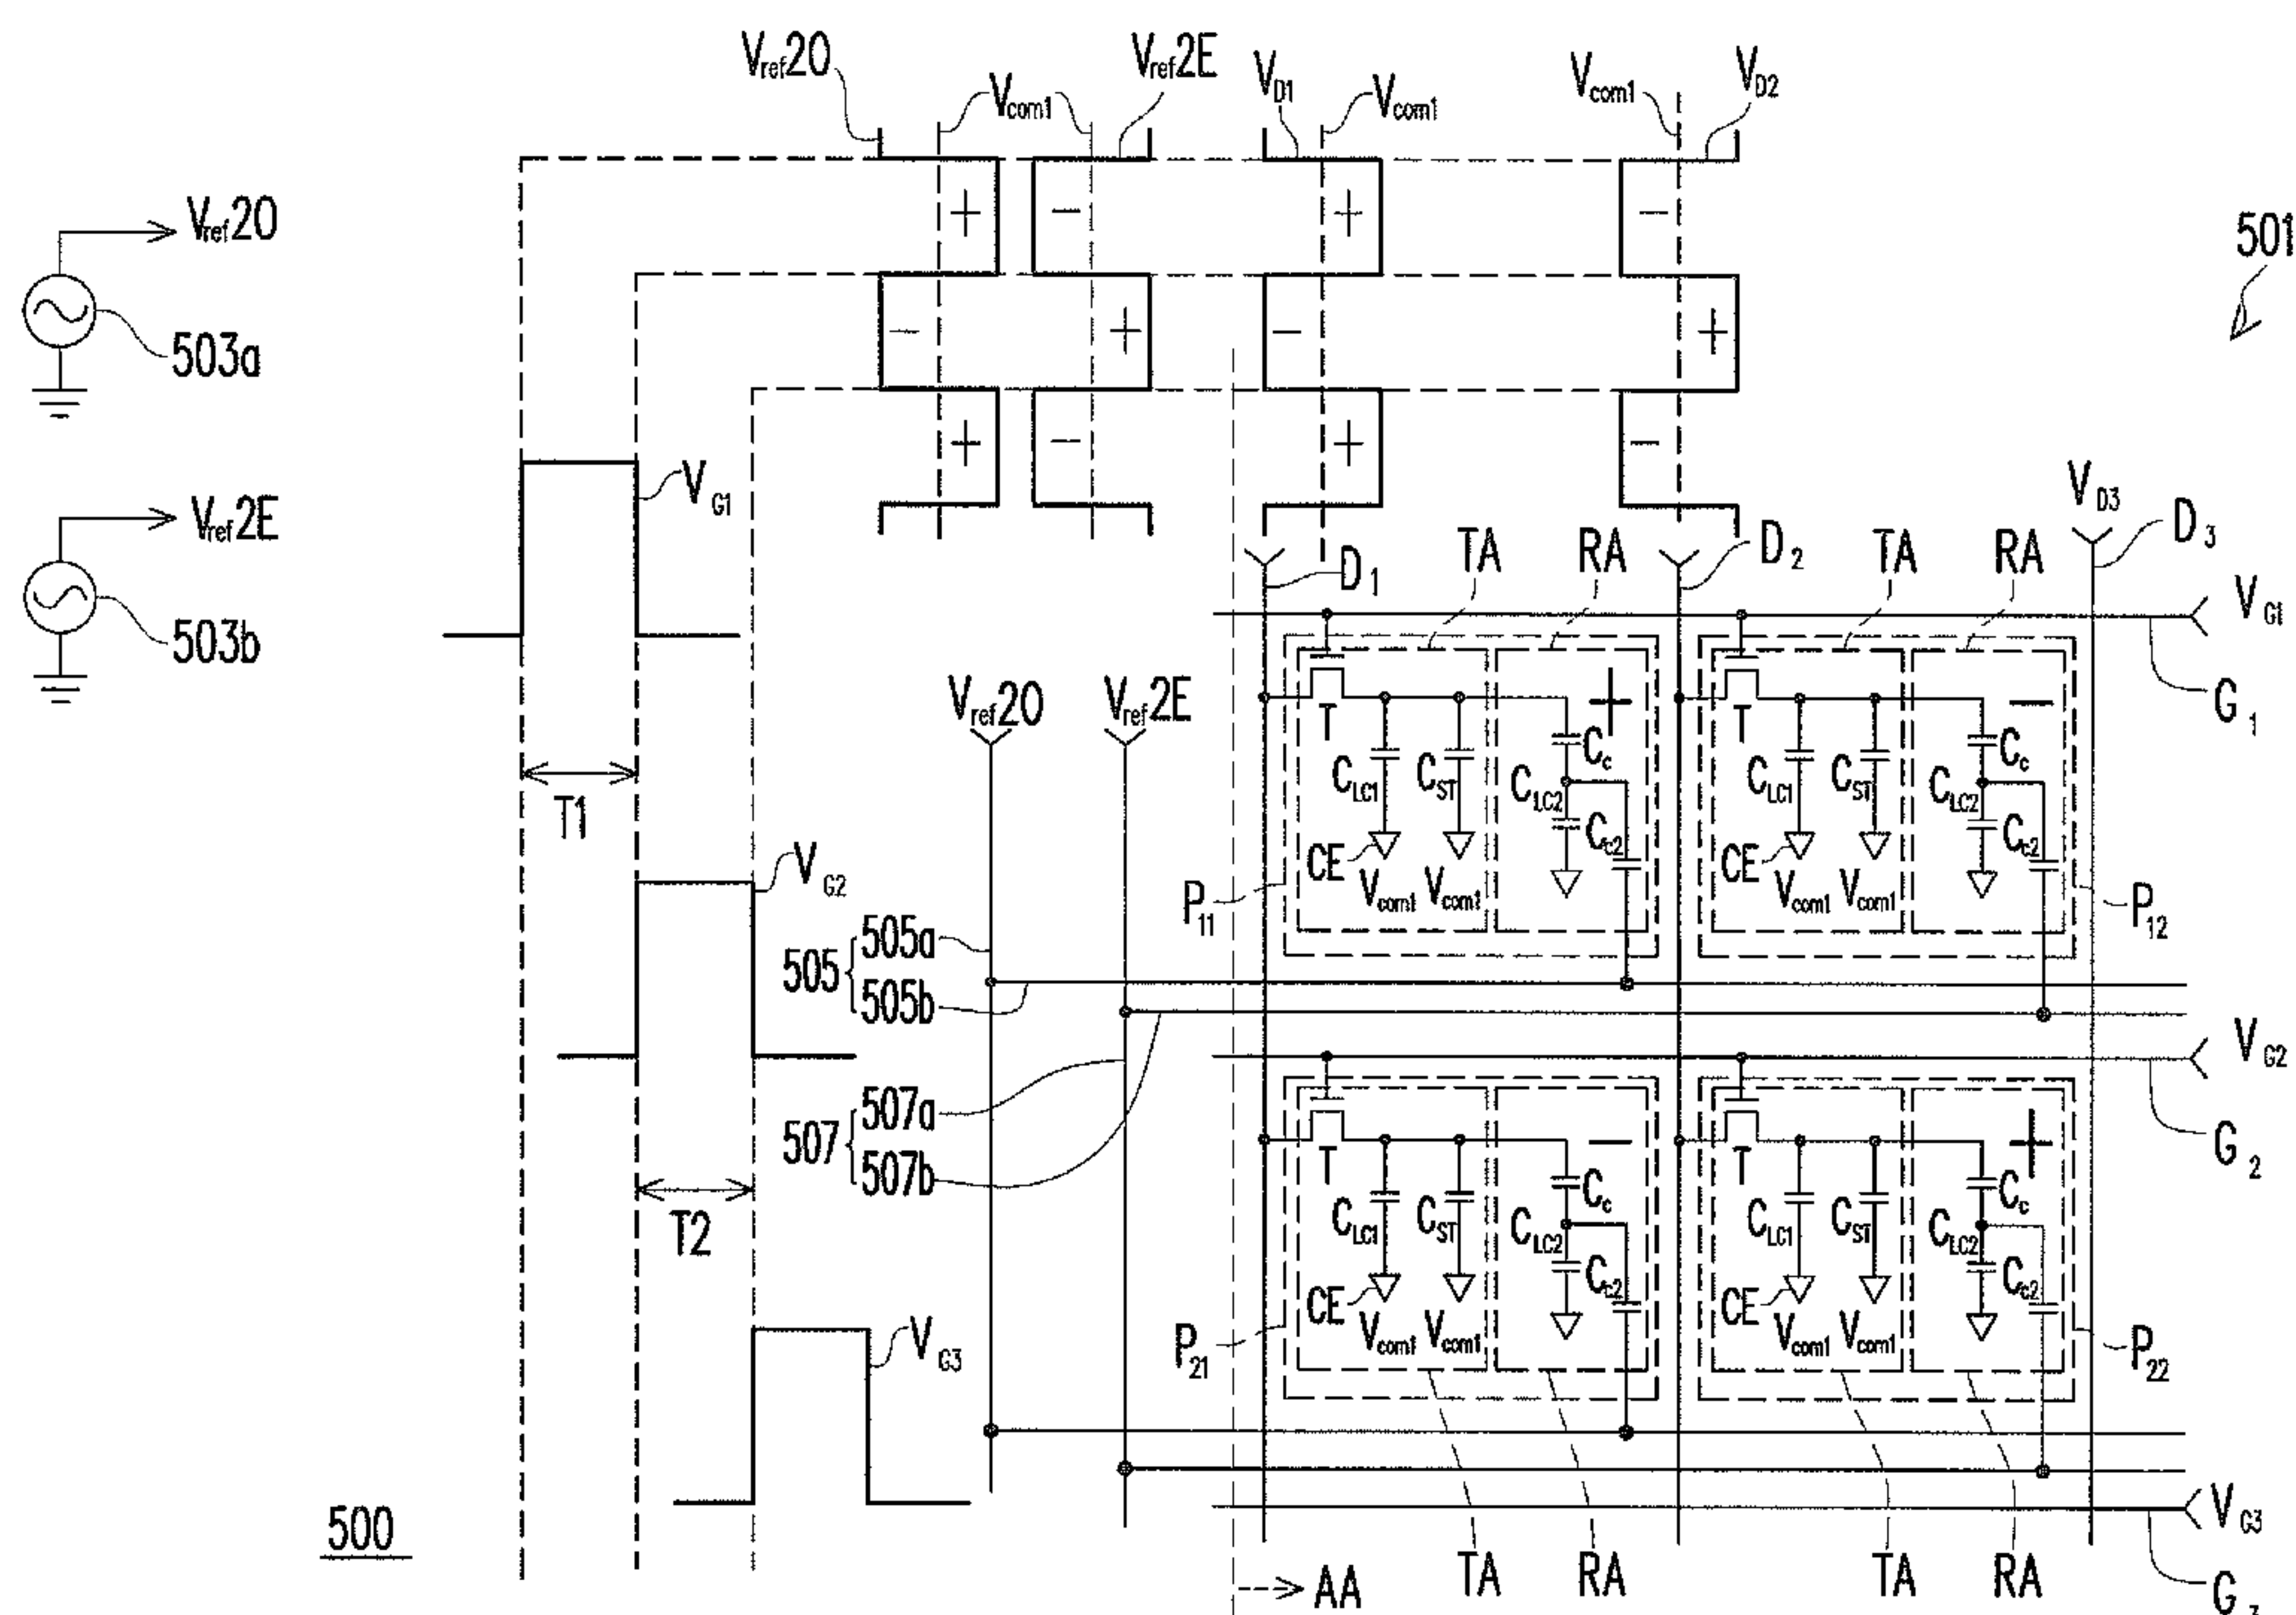 Vref20
Vcom1
Vref2E
VD1
Vcom1
Vcom1
VD2
Vref20
+
−
+
−
501
503a
−
+
−
+
Vref2E
+
−
+
−
VG1
VD3
D3
503b
D1
TA
RA
D2
TA
RA
VG1
G1
Vref20
Vref2E
T
+
T
−
T1
CLC1
CST
Cc
CLC2
Cc2
CLC1
CST
Cc
CLC2
Cc2
VG2
CE
Vcom1
Vcom1
CE
Vcom1
Vcom1
P11
P12
505
505a
505b
VG2
G2
507
507a
507b
T
−
T
+
T2
CLC1
CST
Cc
CLC2
Cc2
CLC1
CST
Cc
CLC2
Cc2
VG3
CE
Vcom1
Vcom1
CE
Vcom1
Vcom1
P21
P22
VG3
500
AA
TA
RA
TA
RA
G